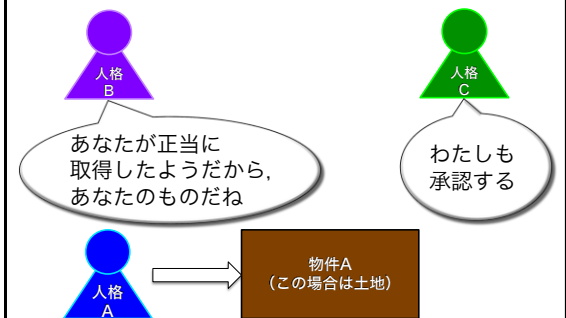 人格
B
人格
C
あなたが正当に
取得したようだから,
あなたのものだね
わたしも
承認する
人格
A
物件A
（この場合は土地）